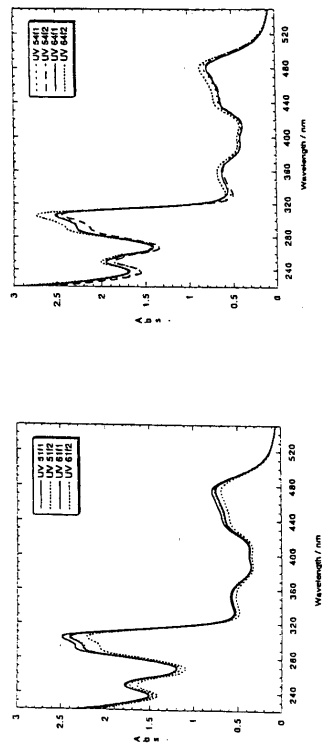 3
2.5
2
1.5
1
0.5
0
A
b
s
.
UV 51f1
UV 51f2
UV 61f1
UV 61f2
240 280 320 360 400 440 480 520
Wavelength / nm
3
2.5
2
1.5
1
0.5
0
A
b
s
.
UV 54f1
UV 54f2
UV 64f1
UV 64f2
240 280 320 360 400 440 480 520
Wavelength / nm